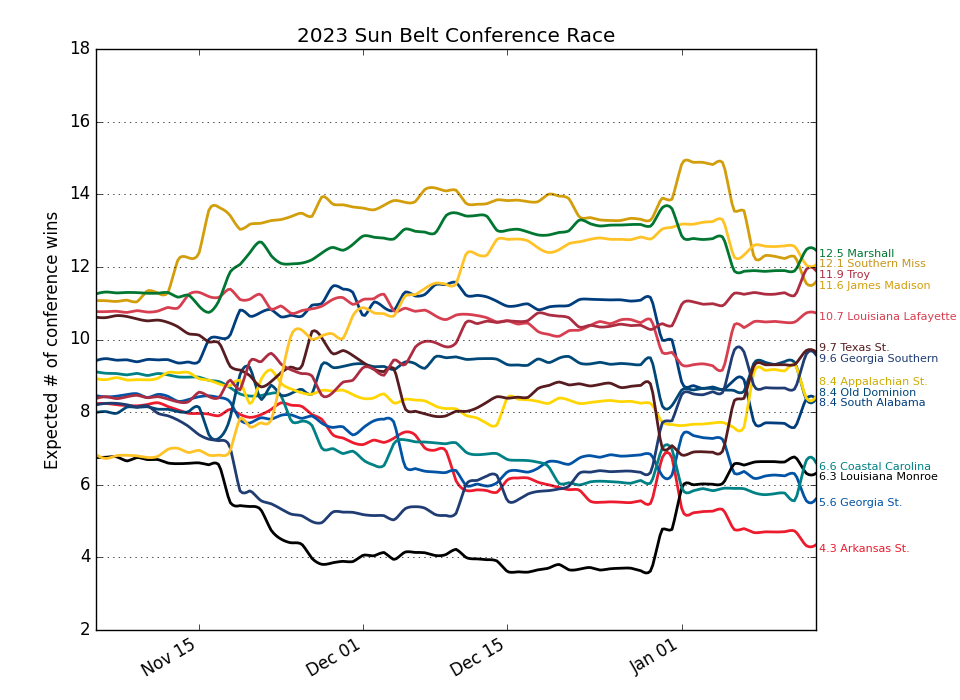 2023 Sun Belt Conference Race
Expected # of conference wins
18
16
14
12
10
8
6
4
2
Nov 15
Dec 01
Dec 15
Jan 01
12.5 Marshall
12.1 Southern Miss
11.9 Troy
11.6 James Madison
10.7 Louisiana Lafayette
9.7 Texas St.
9.6 Georgia Southern
8.4 Appalachian St.
8.4 Old Dominion
8.4 South Alabama
6.6 Coastal Carolina
6.3 Louisiana Monroe
5.6 Georgia St.
4.3 Arkansas St.